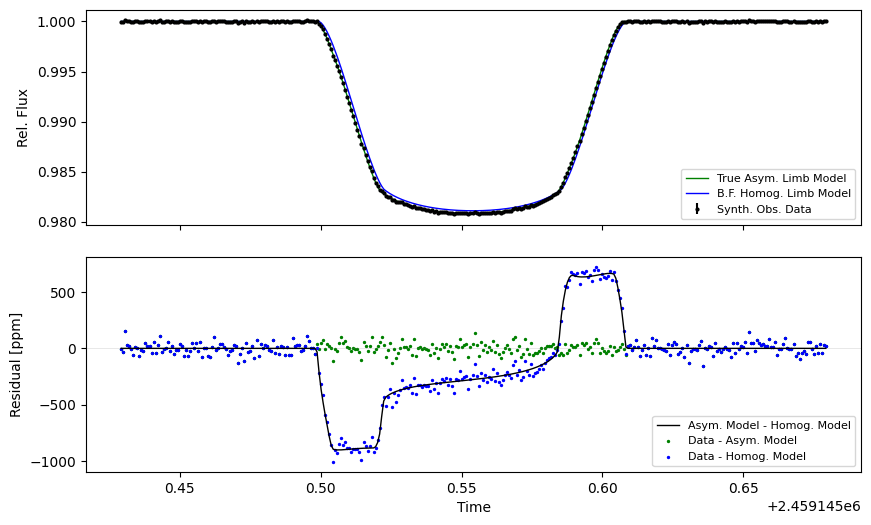 1.000
0.995
0.990
0.985
0.980
Rel. Flux
True Asym. Limb Model
B.F. Homog. Limb Model
Synth. Obs. Data
500
0
−500
−1000
Residual [ppm]
Asym. Model - Homog. Model
Data - Asym. Model
Data - Homog. Model
0.45 0.50 0.55 0.60 0.65
Time
+2.459145e6